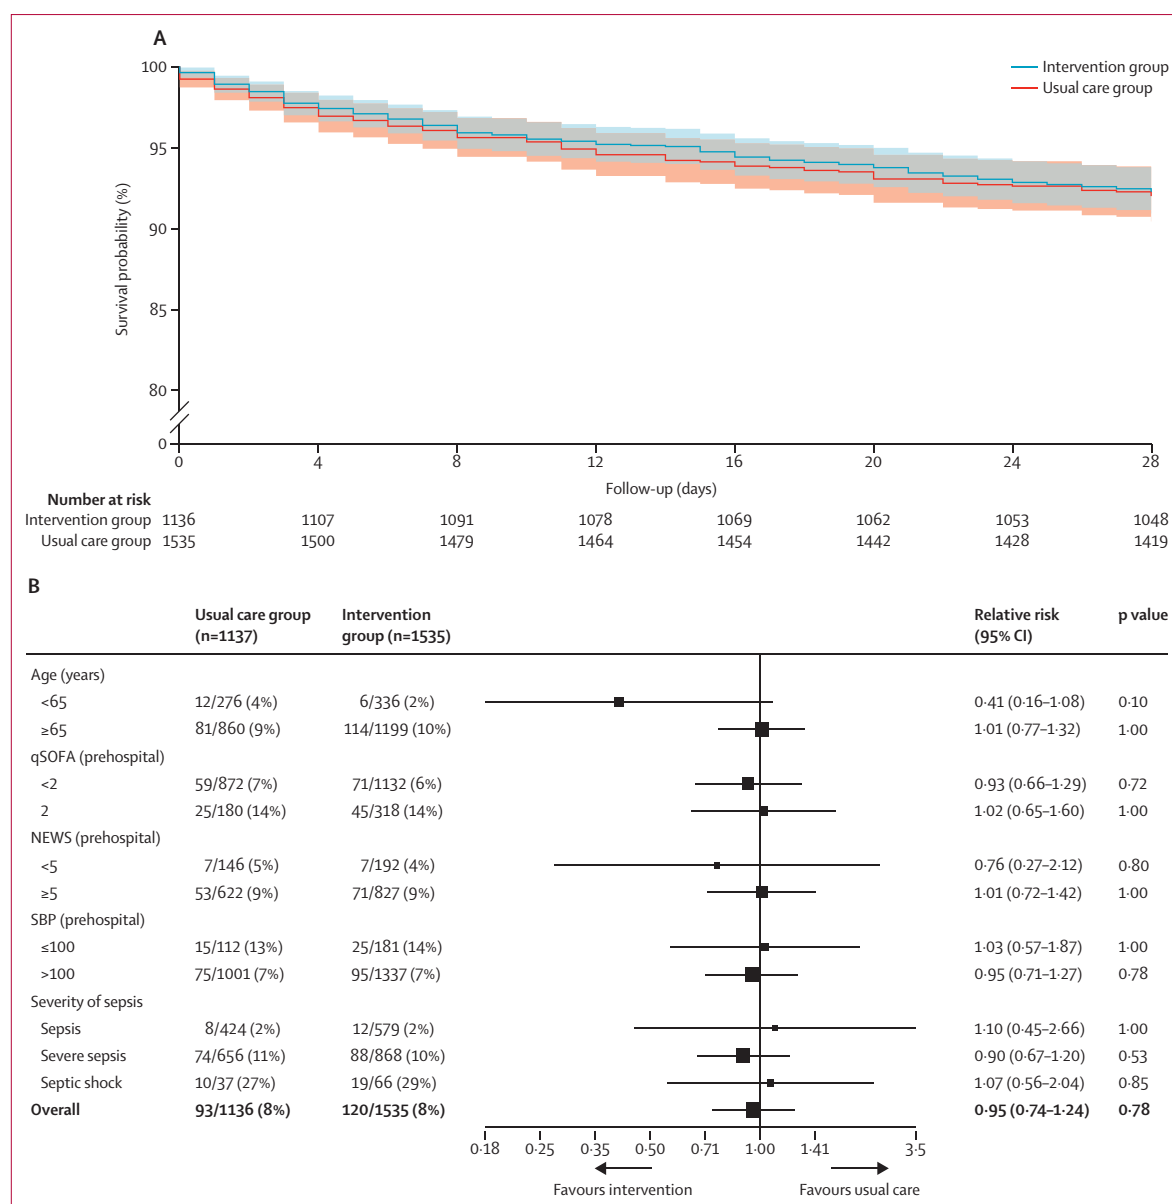 A
100
95
90
85
80
0
Survival probability (%)
Intervention group
Usual care group
0 4 8 12 16 20 24 28
Follow-up (days)
Number at risk
Intervention group 1136 1107 1091 1078 1069 1062 1053 1048
Usual care group 1535 1500 1479 1464 1454 1442 1428 1419
B
Usual care group Intervention Relative risk p value
(n=1137) group (n=1535) (95% CI)
Age (years)
<65 12/276 (4%) 6/336 (2%) 0·41 (0·16–1·08) 0·10
≥65 81/860 (9%) 114/1199 (10%) 1·01 (0·77–1·32) 1·00
qSOFA (prehospital)
<2 59/872 (7%) 71/1132 (6%) 0·93 (0·66–1·29) 0·72
2 25/180 (14%) 45/318 (14%) 1·02 (0·65–1·60) 1·00
NEWS (prehospital)
<5 7/146 (5%) 7/192 (4%) 0·76 (0·27–2·12) 0·80
≥5 53/622 (9%) 71/827 (9%) 1·01 (0·72–1·42) 1·00
SBP (prehospital)
≤100 15/112 (13%) 25/181 (14%) 1·03 (0·57–1·87) 1·00
>100 75/1001 (7%) 95/1337 (7%) 0·95 (0·71–1·27) 0·78
Severity of sepsis
Sepsis 8/424 (2%) 12/579 (2%) 1·10 (0·45–2·66) 1·00
Severe sepsis 74/656 (11%) 88/868 (10%) 0·90 (0·67–1·20) 0·53
Septic shock 10/37 (27%) 19/66 (29%) 1·07 (0·56–2·04) 0·85
Overall 93/1136 (8%) 120/1535 (8%) 0·95 (0·74–1·24) 0·78
0·18 0·25 0·35 0·50 0·71 1·00 1·41 3·5
Favours intervention Favours usual care